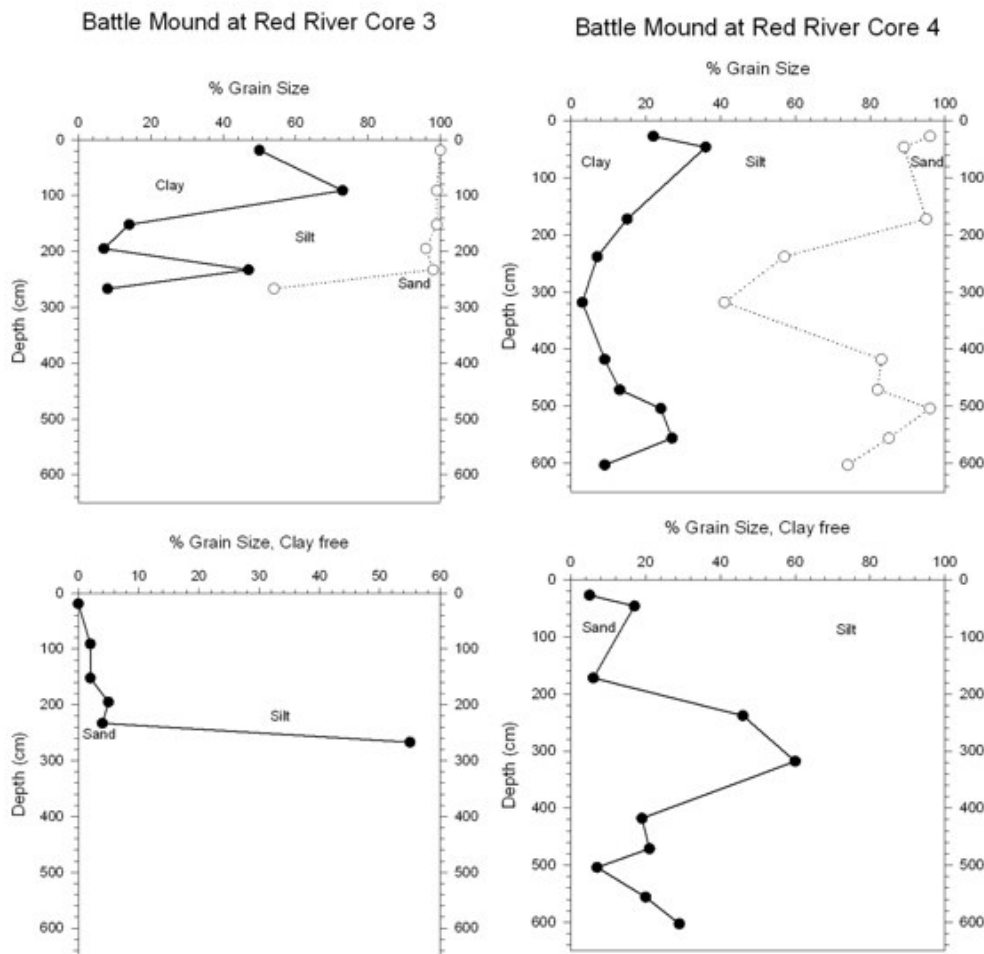 Battle Mound at Red River Core 3
% Grain Size
0 20 40 60 80 100
0 0
100 100
200 200
300 300
400 400
500 500
600 600
Depth (cm)
Depth (cm)
Clay
Silt
Sand
Battle Mound at Red River Core 4
% Grain Size
0 20 40 60 80 100
0 0
100 100
200 200
300 300
400 400
500 500
600 600
Depth (cm)
Clay
Silt
Sand
% Grain Size, Clay free
0 10 20 30 40 50 60
0 0
100 100
200 200
300 300
400 400
500 500
600 600
Depth (cm)
Depth (cm)
Silt
Sand
% Grain Size, Clay free
0 20 40 60 80 100
0 0
100 100
200 200
300 300
400 400
500 500
600 600
Sand
Silt